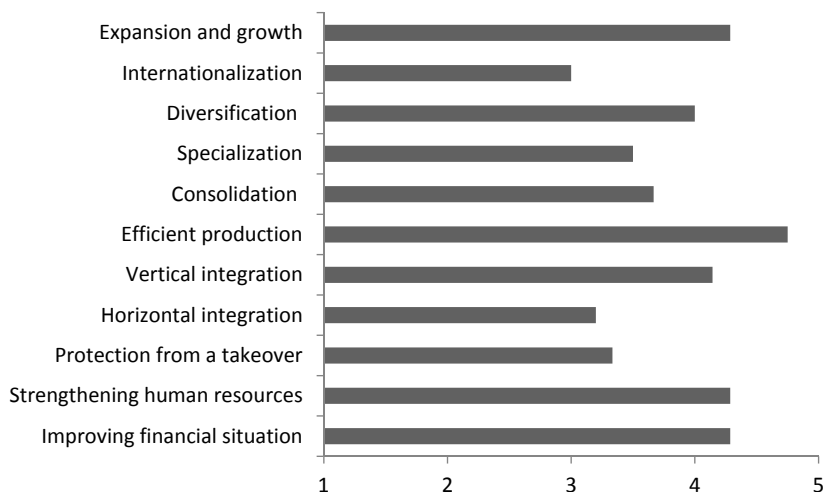 Expansion and growth
Internationalization
Diversification
Specialization
Consolidation
Efficient production
Vertical integration
Horizontal integration
Protection from a takeover
Strengthening human resources
Improving financial situation
1 2 3 4 5